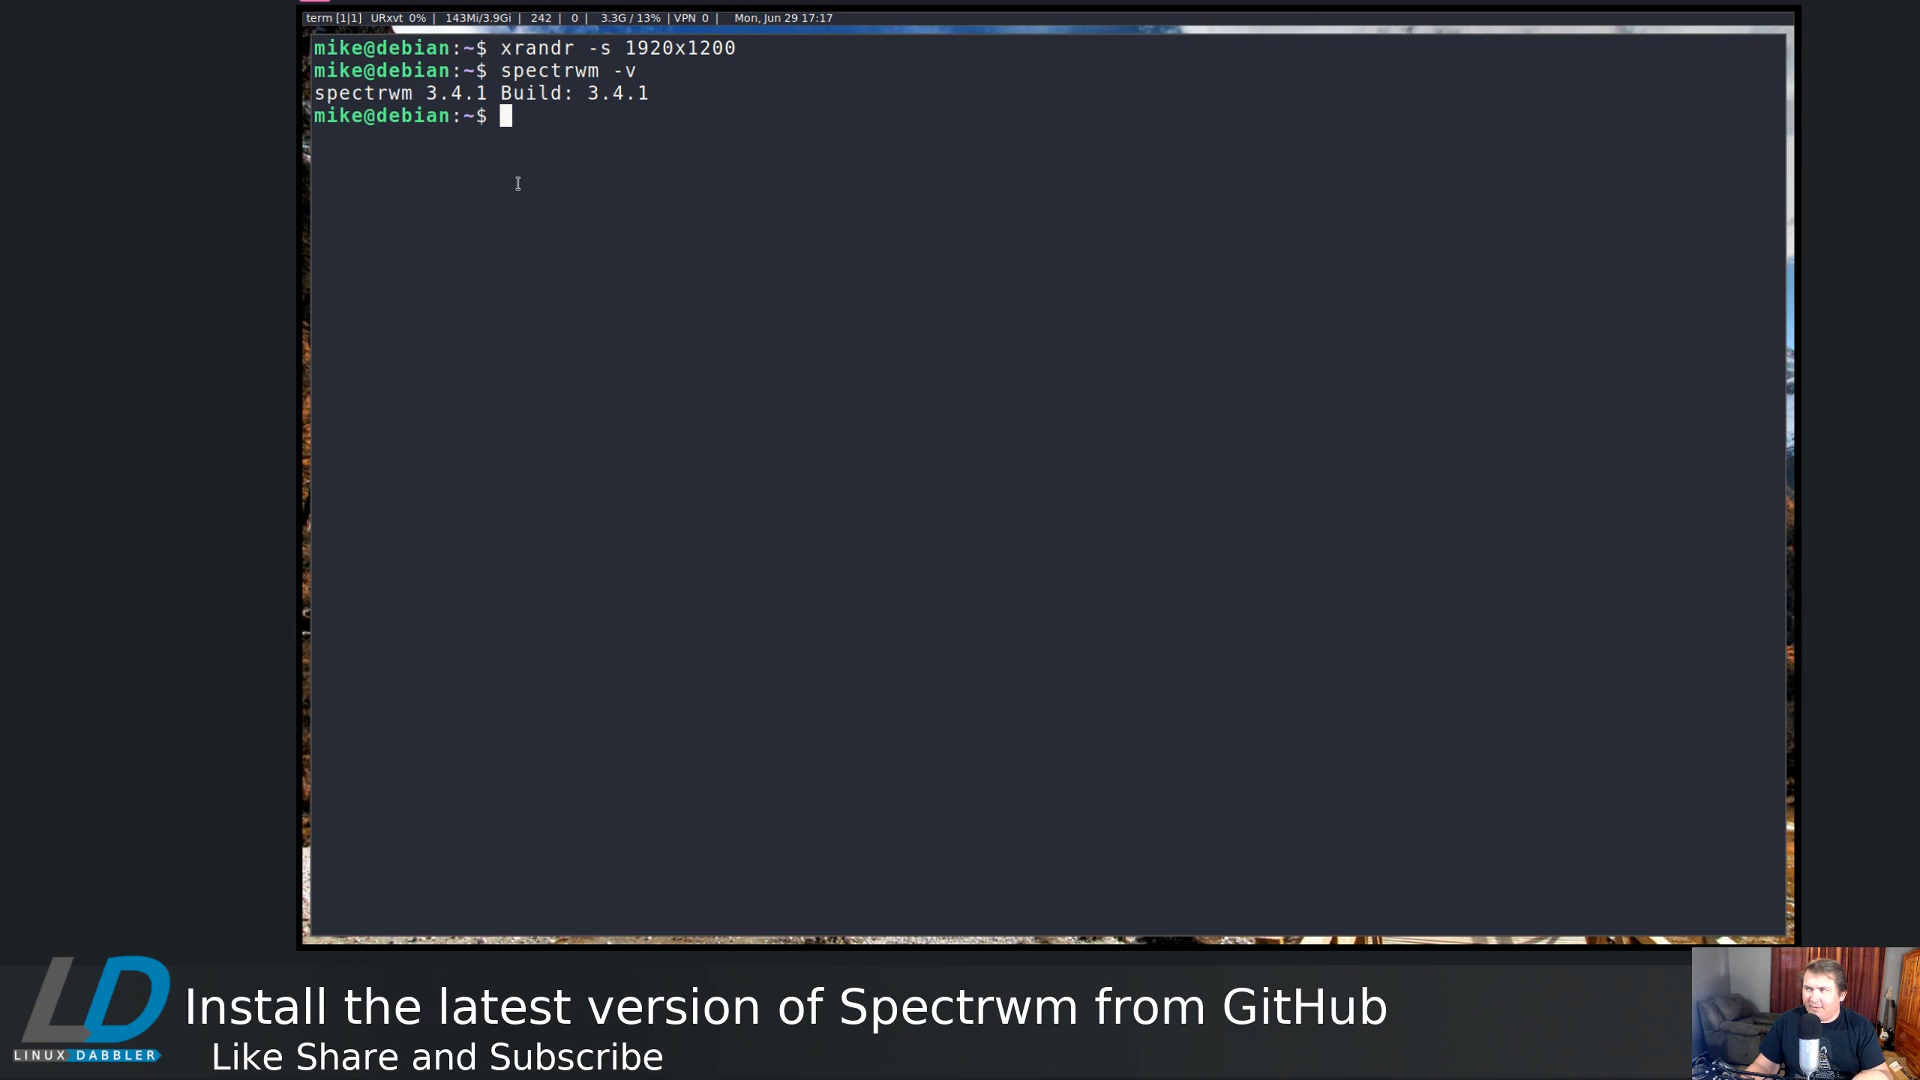 term [1|1] URxvt 0% | 143Mi/3.9Gi | 242 | 0 | 3.3G / 13% | VPN 0 | Mon, Jun 29 17:17
mike@debian:~$ xrandr -s 1920x1200
mike@debian:~$ spectrwm -v
spectrwm 3.4.1 Build: 3.4.1
mike@debian:~$
LD
LINUX DABBLER
Install the latest version of Spectrwm from GitHub
Like Share and Subscribe